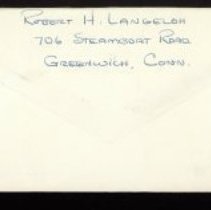 Robert H. Langeloh
706 Steamboat Road
Greenwich, Conn.